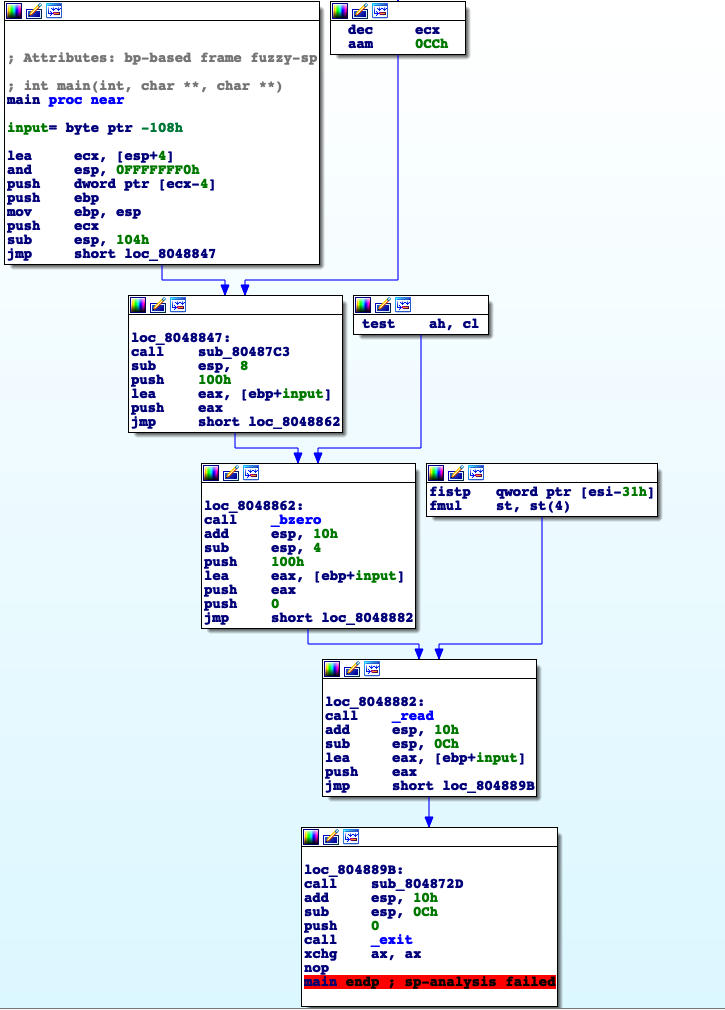 ; Attributes: bp-based frame fuzzy-sp
; int main(int, char **, char **)
main proc near
input= byte ptr -108h
lea ecx, [esp+4]
and esp, 0FFFFFFF0h
push dword ptr [ecx-4]
push ebp
mov ebp, esp
push ecx
sub esp, 104h
jmp short loc_8048847
dec ecx
aam 0CCh
loc_8048847:
call sub_80487C3
sub esp, 8
push 100h
lea eax, [ebp+input]
push eax
jmp short loc_8048862
test ah, cl
loc_8048862:
call _bzero
add esp, 10h
sub esp, 4
push 100h
lea eax, [ebp+input]
push eax
push 0
jmp short loc_8048882
fistp qword ptr [esi-31h]
fmul st, st(4)
loc_8048882:
call _read
add esp, 10h
sub esp, 0Ch
lea eax, [ebp+input]
push eax
jmp short loc_804889B
loc_804889B:
call sub_804872D
add esp, 10h
sub esp, 0Ch
push 0
call _exit
xchg ax, ax
nop
main endp ; sp-analysis failed